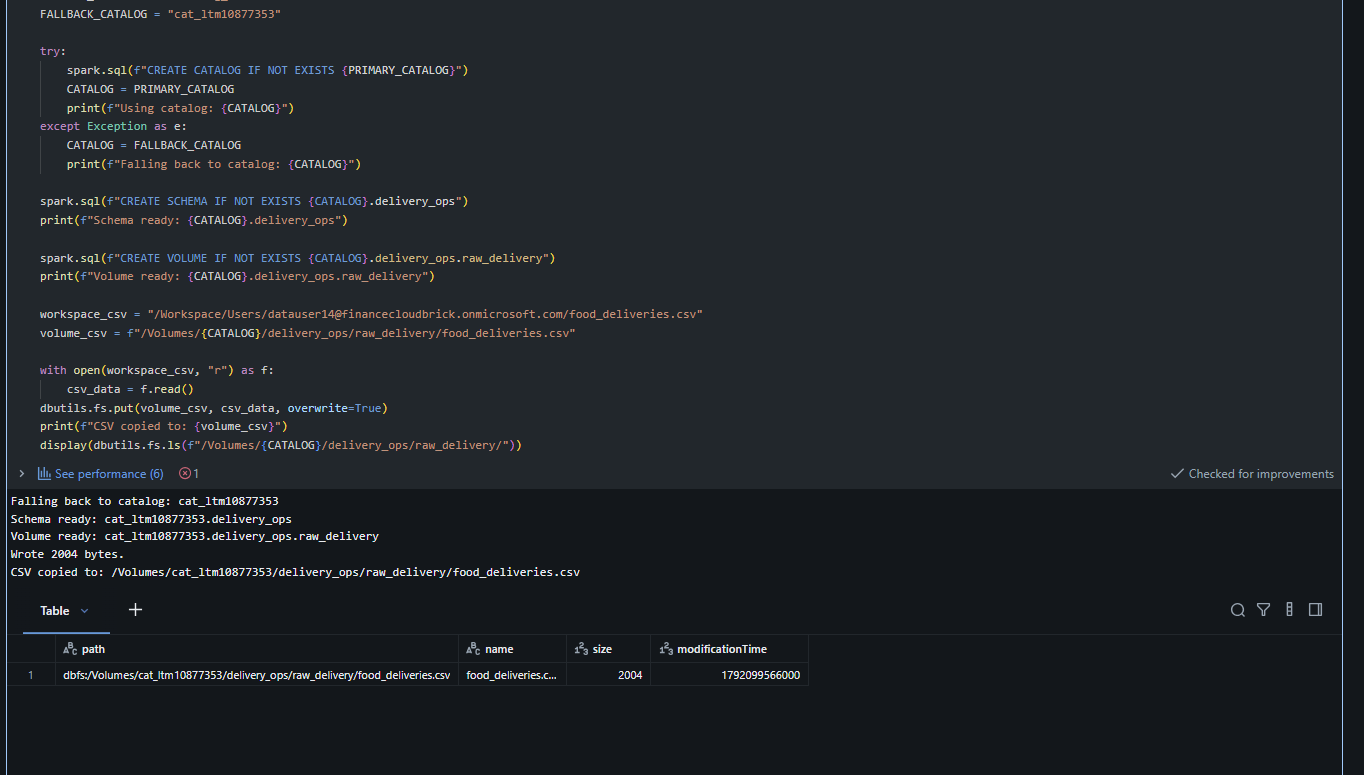 FALLBACK_CATALOG = "cat_ltm10877353"
try:
spark.sql(f"CREATE CATALOG IF NOT EXISTS {PRIMARY_CATALOG}")
CATALOG = PRIMARY_CATALOG
print(f"Using catalog: {CATALOG}")
except Exception as e:
CATALOG = FALLBACK_CATALOG
print(f"Falling back to catalog: {CATALOG}")
spark.sql(f"CREATE SCHEMA IF NOT EXISTS {CATALOG}.delivery_ops")
print(f"Schema ready: {CATALOG}.delivery_ops")
spark.sql(f"CREATE VOLUME IF NOT EXISTS {CATALOG}.delivery_ops.raw_delivery")
print(f"Volume ready: {CATALOG}.delivery_ops.raw_delivery")
workspace_csv = "/Workspace/Users/datauser14@financecloudbrick.onmicrosoft.com/food_deliveries.csv"
volume_csv = f"/Volumes/{CATALOG}/delivery_ops/raw_delivery/food_deliveries.csv"
with open(workspace_csv, "r") as f:
csv_data = f.read()
dbutils.fs.put(volume_csv, csv_data, overwrite=True)
print(f"CSV copied to: {volume_csv}")
display(dbutils.fs.ls(f"/Volumes/{CATALOG}/delivery_ops/raw_delivery/"))
See performance (6) 1 Checked for improvements
Falling back to catalog: cat_ltm10877353
Schema ready: cat_ltm10877353.delivery_ops
Volume ready: cat_ltm10877353.delivery_ops.raw_delivery
Wrote 2004 bytes.
CSV copied to: /Volumes/cat_ltm10877353/delivery_ops/raw_delivery/food_deliveries.csv
Table +
path name size modificationTime
1 dbfs:/Volumes/cat_ltm10877353/delivery_ops/raw_delivery/food_deliveries.csv food_deliveries.c... 2004 1792099566000